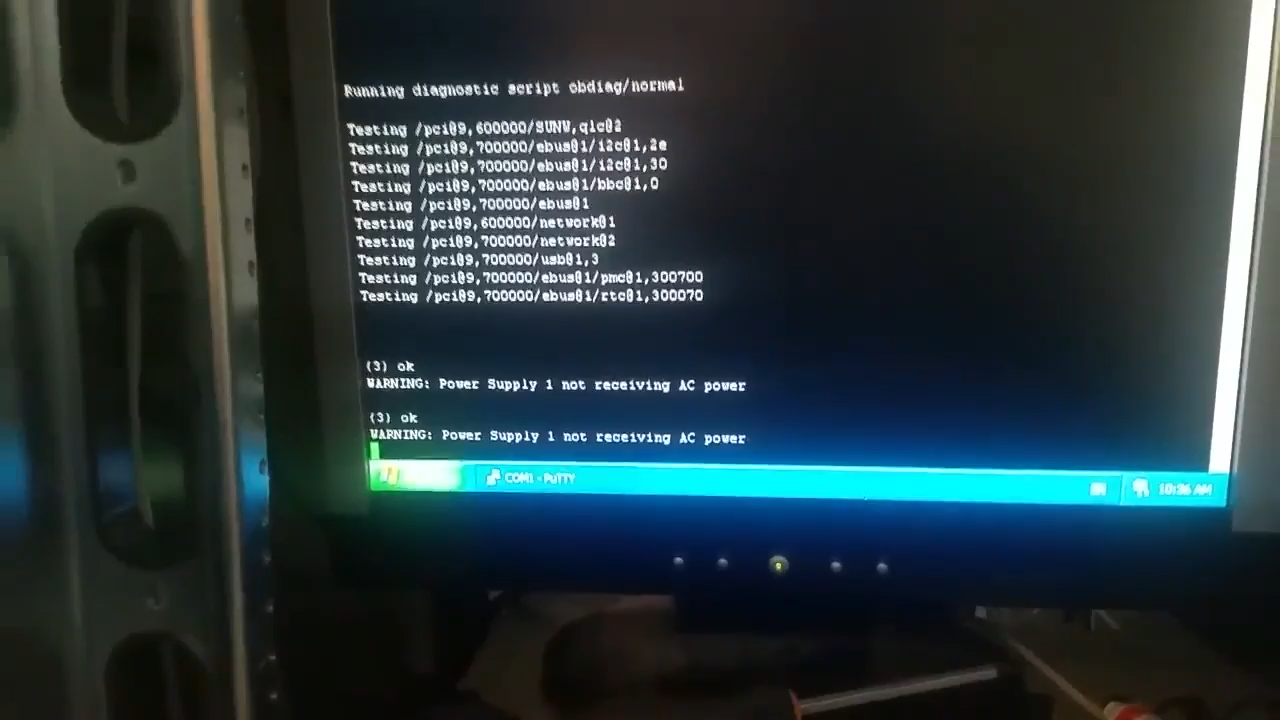 Running diagnostic script obdiag/normal
Testing /pci@9,600000/SUNW,qlc@2
Testing /pci@9,700000/ebus@1/i2c@1,2e
Testing /pci@9,700000/ebus@1/i2c@1,30
Testing /pci@9,700000/ebus@1/bbc@1,0
Testing /pci@9,700000/ebus@1
Testing /pci@9,600000/network@1
Testing /pci@9,700000/network@2
Testing /pci@9,700000/usb@1,3
Testing /pci@9,700000/ebus@1/pmc@1,300700
Testing /pci@9,700000/ebus@1/rtc@1,300070
(3) ok
WARNING: Power Supply 1 not receiving AC power
(3) ok
WARNING: Power Supply 1 not receiving AC power
COM1 - PuTTY
10:36 AM